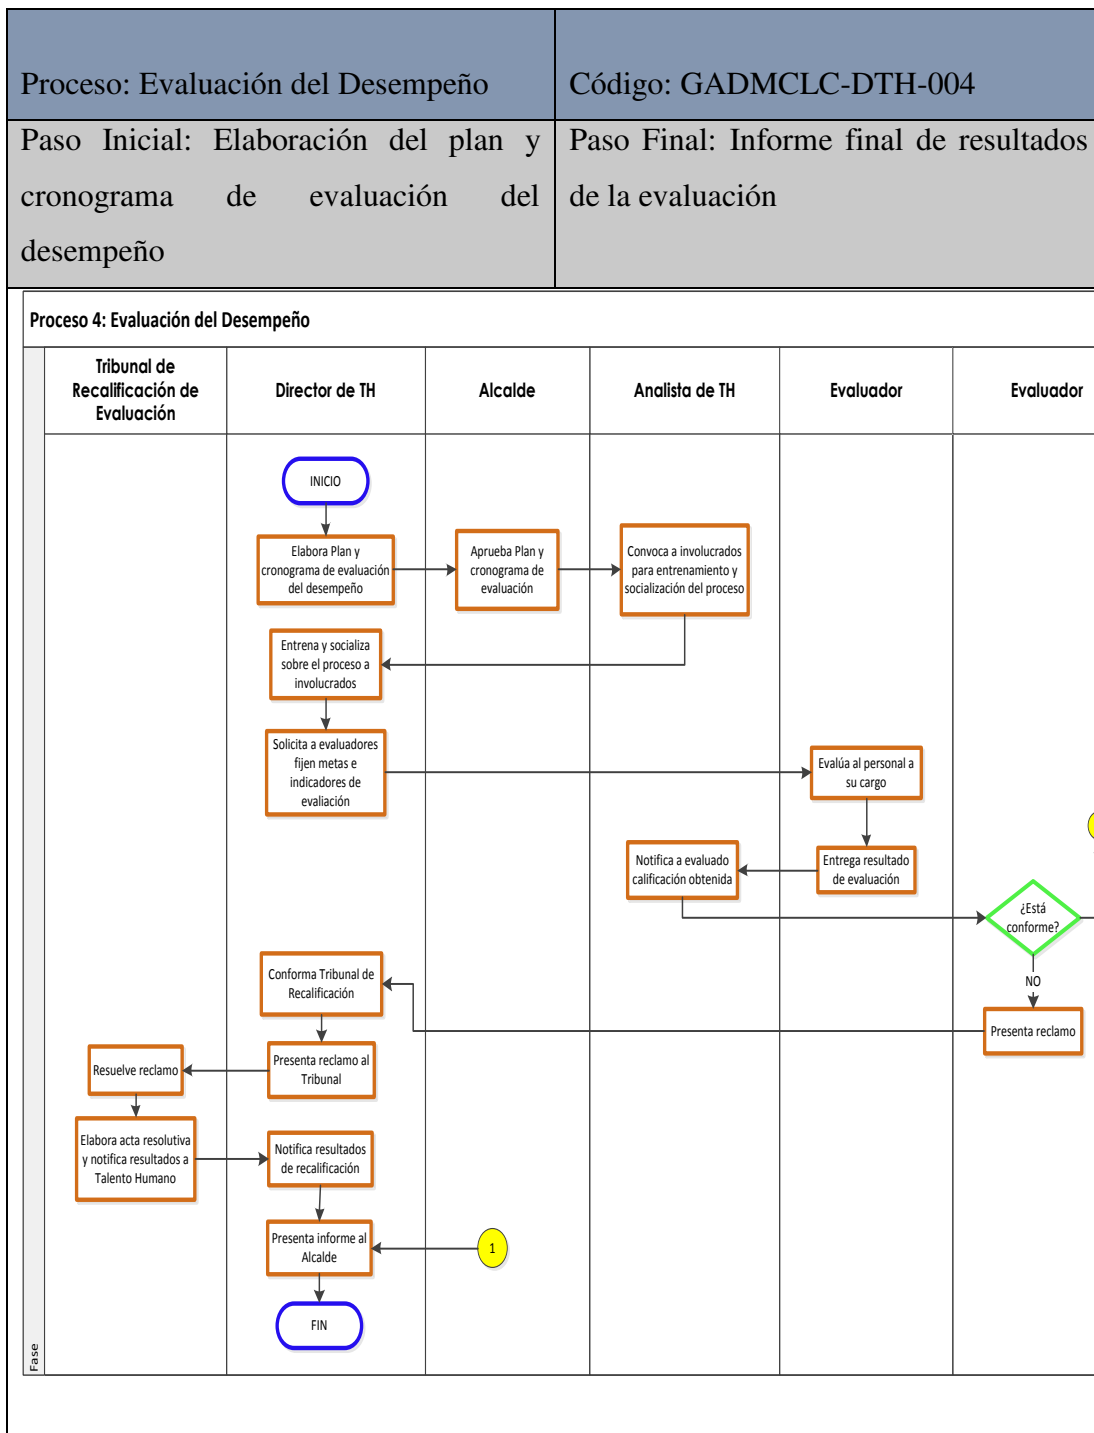 Proceso: Evaluación del Desempeño
Código: GADMCLC-DTH-004
Paso Inicial: Elaboración del plan y
cronograma de evaluación del
desempeño
Paso Final: Informe final de resultados
de la evaluación
Proceso 4: Evaluación del Desempeño
Tribunal de
Recalificación de
Evaluación
Director de TH
Alcalde
Analista de TH
Evaluador
Evaluador
INICIO
Elabora Plan y
cronograma de evaluación
del desempeño
Aprueba Plan y
cronograma de
evaluación
Convoca a involucrados
para entrenamiento y
socialización del proceso
Entrena y socializa
sobre el proceso a
involucrados
Solicita a evaluadores
fijen metas e
indicadores de
evaliación
Evalúa al personal a
su cargo
Entrega resultado
de evaluación
Notifica a evaluado
calificación obtenida
¿Está
conforme?
NO
Presenta reclamo
Conforma Tribunal de
Recalificación
Presenta reclamo al
Tribunal
Resuelve reclamo
Elabora acta resolutiva
y notifica resultados a
Talento Humano
Notifica resultados
de recalificación
Presenta informe al
Alcalde
1
FIN
Fase